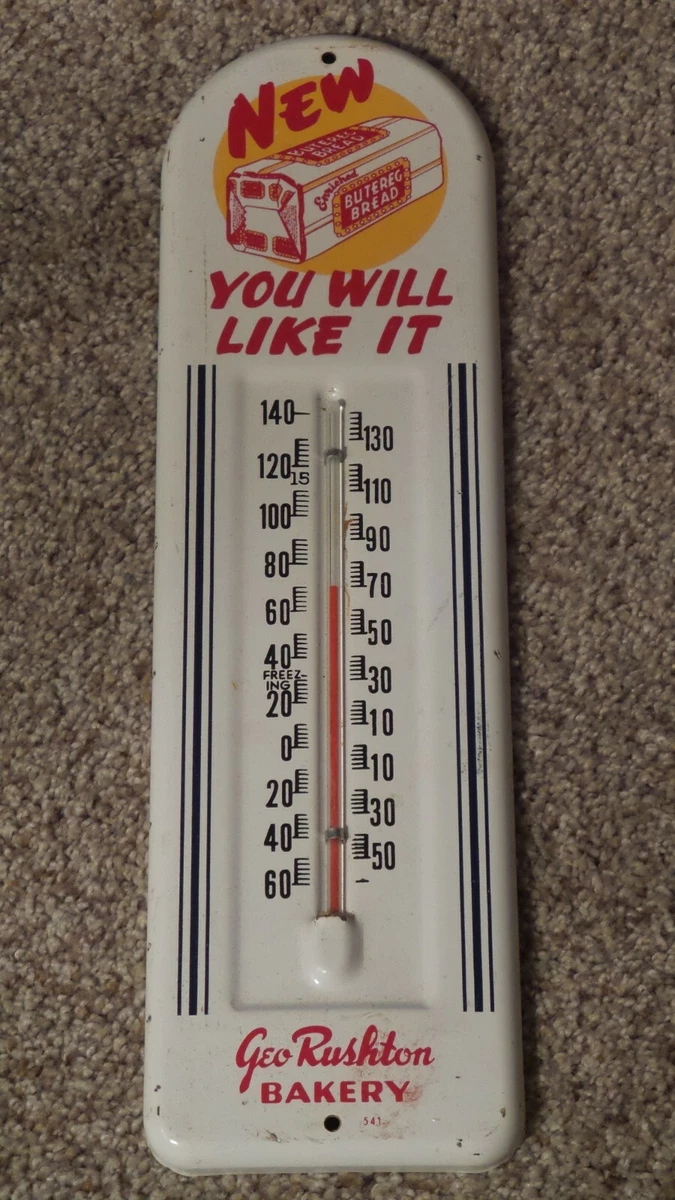 NEW
BUTEREG
BREAD
Enriched
BUTEREG
BREAD
YOU WILL
LIKE IT
140
130
120
15
110
100
90
80
70
60
50
40
FREEZ-
ING
30
20
10
0
10
20
30
40
50
60
Geo Rushton
BAKERY
541